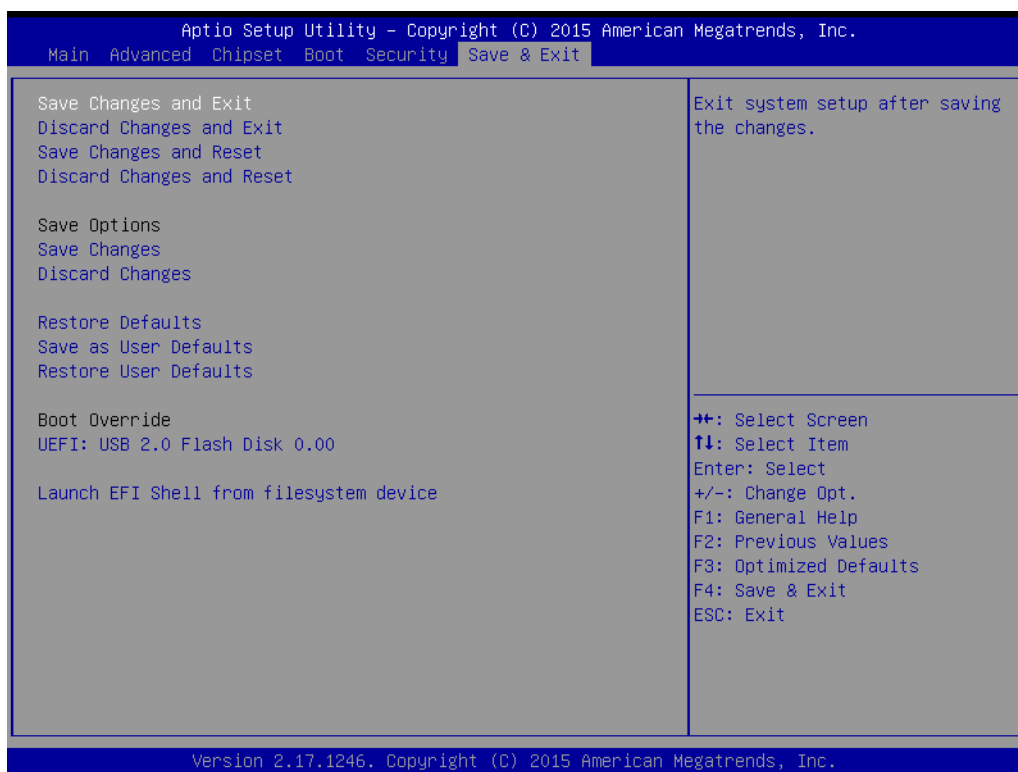 Aptio Setup Utility – Copyright (C) 2015 American Megatrends, Inc.
Main Advanced Chipset Boot Security Save & Exit
Save Changes and Exit
Discard Changes and Exit
Save Changes and Reset
Discard Changes and Reset
Save Options
Save Changes
Discard Changes
Restore Defaults
Save as User Defaults
Restore User Defaults
Boot Override
UEFI: USB 2.0 Flash Disk 0.00
Launch EFI Shell from filesystem device
Exit system setup after saving
the changes.
→←: Select Screen
↑↓: Select Item
Enter: Select
+/-: Change Opt.
F1: General Help
F2: Previous Values
F3: Optimized Defaults
F4: Save & Exit
ESC: Exit
Version 2.17.1246. Copyright (C) 2015 American Megatrends, Inc.